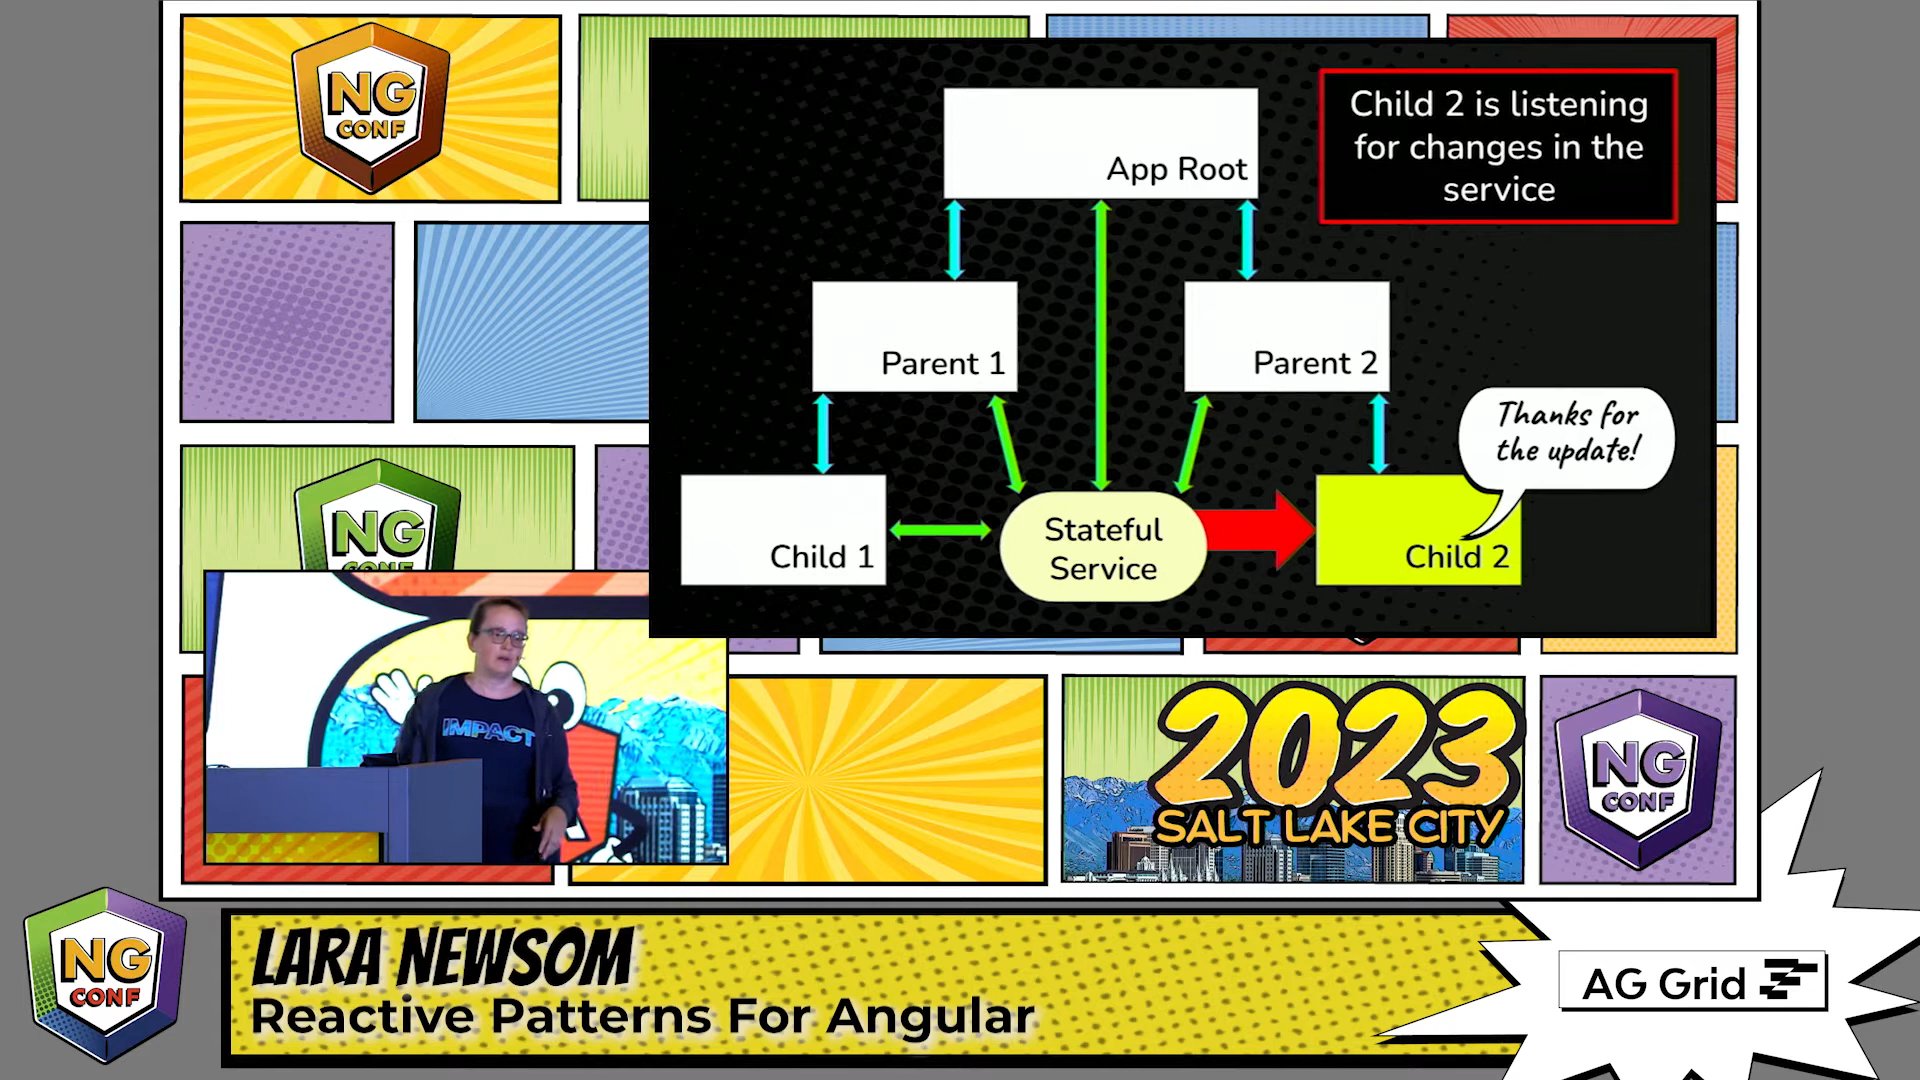 NG
CONF
App Root
Child 2 is listening
for changes in the
service
Parent 1
Parent 2
Thanks for
the update!
Child 1
Stateful
Service
Child 2
NG
CONF
IMPACT
2023
SALT LAKE CITY
NG
CONF
NG
CONF
LARA NEWSOM
Reactive Patterns For Angular
AG Grid